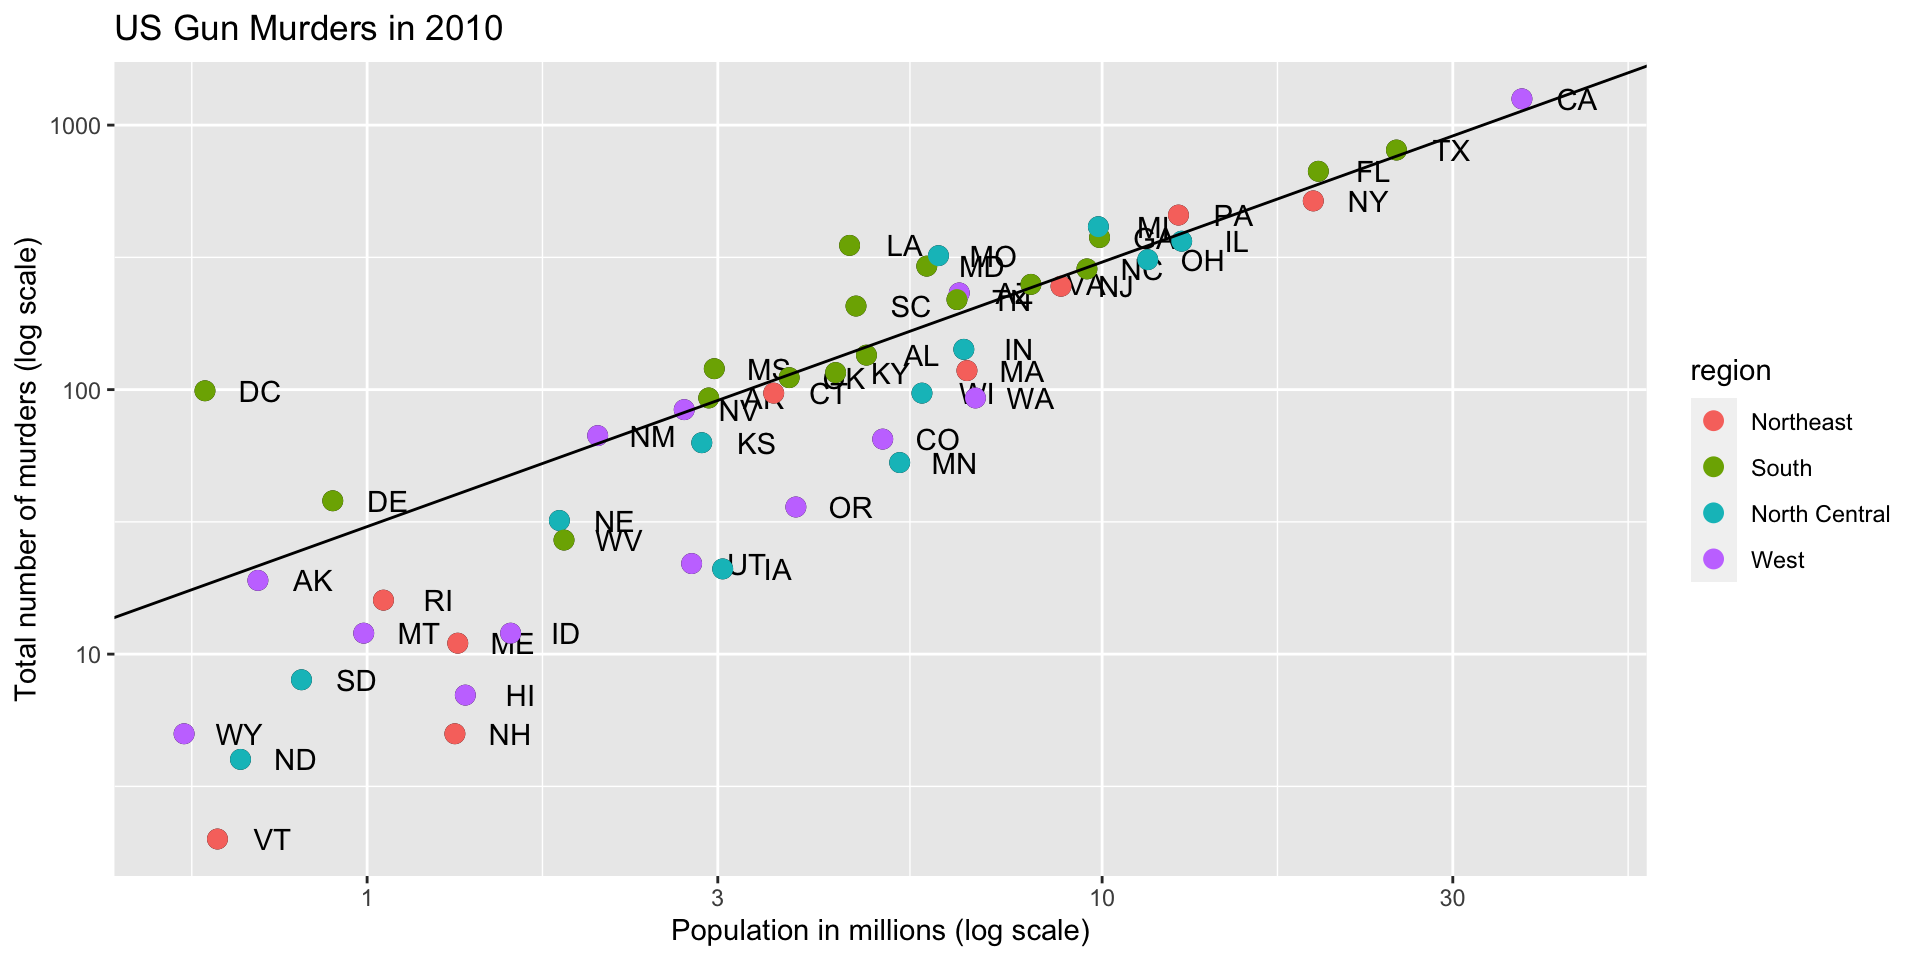 US Gun Murders in 2010
Total number of murders (log scale)
1000
100
10
CA
TX
FL
NY
PA
MI
GA
IL
LA
MO
OH
MD
NC
AZ
VA
NJ
TN
SC
IN
AL
MA
MS
KY
OK
DC
CT
AR
WI
WA
NV
NM
KS
CO
MN
DE
OR
NE
WV
UT
IA
AK
RI
MT
ME
ID
SD
HI
WY
NH
ND
VT
1
3
10
30
Population in millions (log scale)
region
Northeast
South
North Central
West